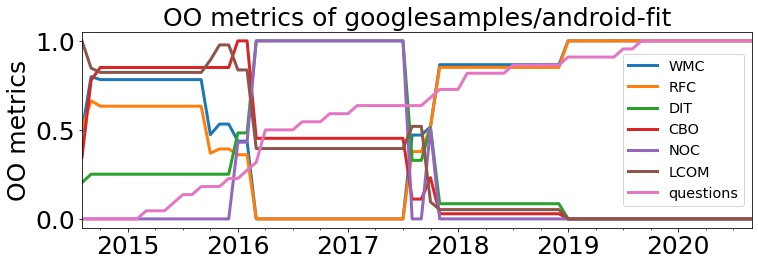 OO metrics of googlesamples/android-fit
OO metrics
1.0
0.5
0.0
WMC
RFC
DIT
CBO
NOC
LCOM
questions
2015 2016 2017 2018 2019 2020